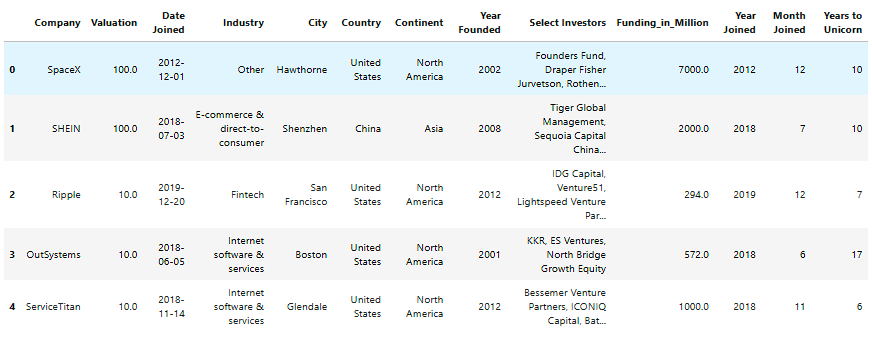 Company Valuation Date Joined Industry City Country Continent Year Founded Select Investors Funding_in_Million Year Joined Month Joined Years to Unicorn
0 SpaceX 100.0 2012-12-01 Other Hawthorne United States North America 2002 Founders Fund, Draper Fisher Jurvetson, Rothen... 7000.0 2012 12 10
1 SHEIN 100.0 2018-07-03 E-commerce & direct-to-consumer Shenzhen China Asia 2008 Tiger Global Management, Sequoia Capital China... 2000.0 2018 7 10
2 Ripple 10.0 2019-12-20 Fintech San Francisco United States North America 2012 IDG Capital, Venture51, Lightspeed Venture Par... 294.0 2019 12 7
3 OutSystems 10.0 2018-06-05 Internet software & services Boston United States North America 2001 KKR, ES Ventures, North Bridge Growth Equity 572.0 2018 6 17
4 ServiceTitan 10.0 2018-11-14 Internet software & services Glendale United States North America 2012 Bessemer Venture Partners, ICONIQ Capital, Bat... 1000.0 2018 11 6